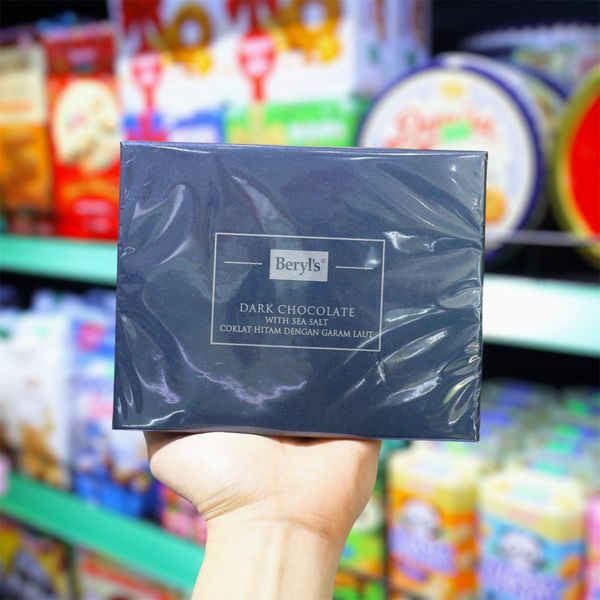 Beryl's®
DARK CHOCOLATE
WITH SEA SALT
COKLAT HITAM DENGAN GARAM LAUT